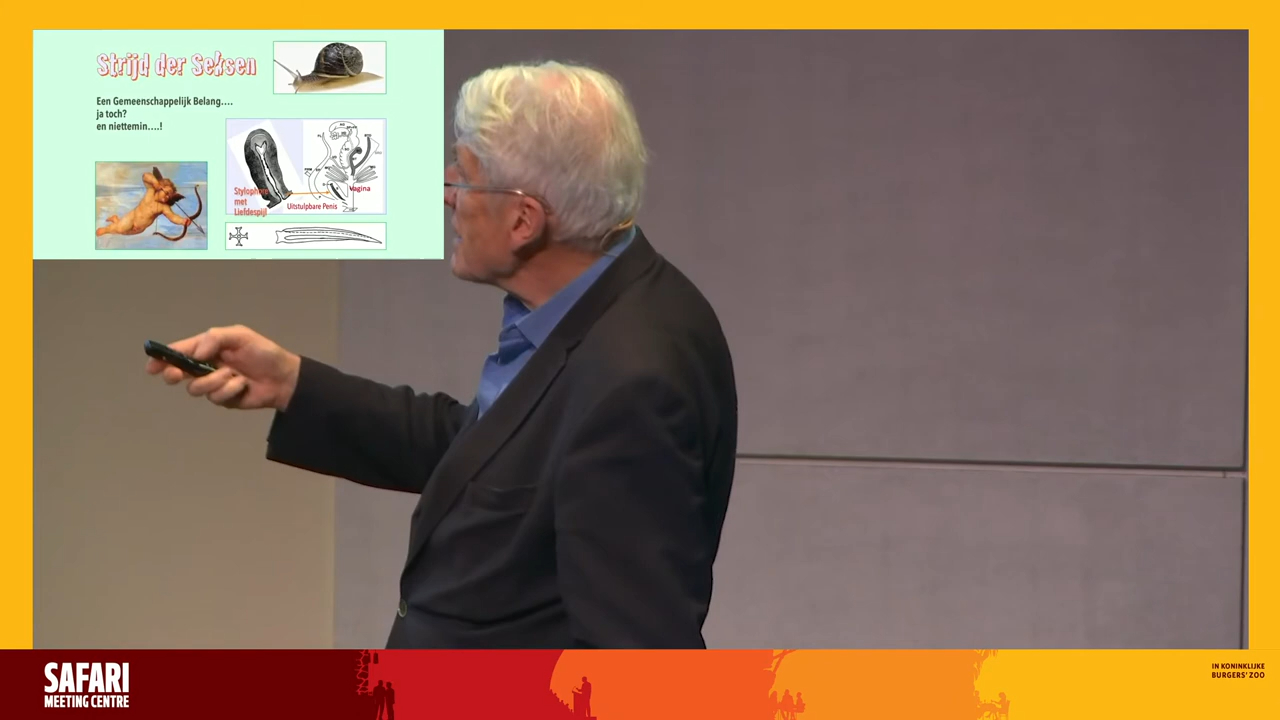 Strijd der Seksen
Een Gemeenschappelijk Belang....
ja toch?
en niettemin....!
met
Liefdespijl
Uitstulpbare Penis
Vagina
SAFARI
MEETING CENTRE
IN KONINKLIJKE
BURGERS' ZOO